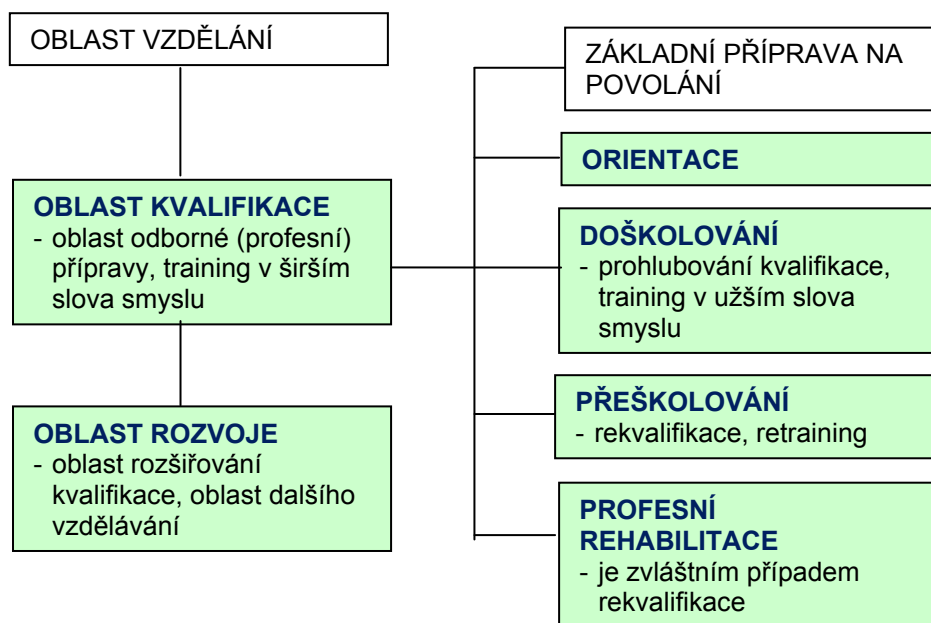 OBLAST VZDĚLÁNÍ
OBLAST KVALIFIKACE
- oblast odborné (profesní)
přípravy, training v širším
slova smyslu
OBLAST ROZVOJE
- oblast rozšiřování
kvalifikace, oblast dalšího
vzdělávání
ZÁKLADNÍ PŘÍPRAVA NA
POVOLÁNÍ
ORIENTACE
DOŠKOLOVÁNÍ
- prohlubování kvalifikace,
training v užším slova
smyslu
PŘEŠKOLOVÁNÍ
- rekvalifikace, retraining
PROFESNÍ
REHABILITACE
- je zvláštním případem
rekvalifikace